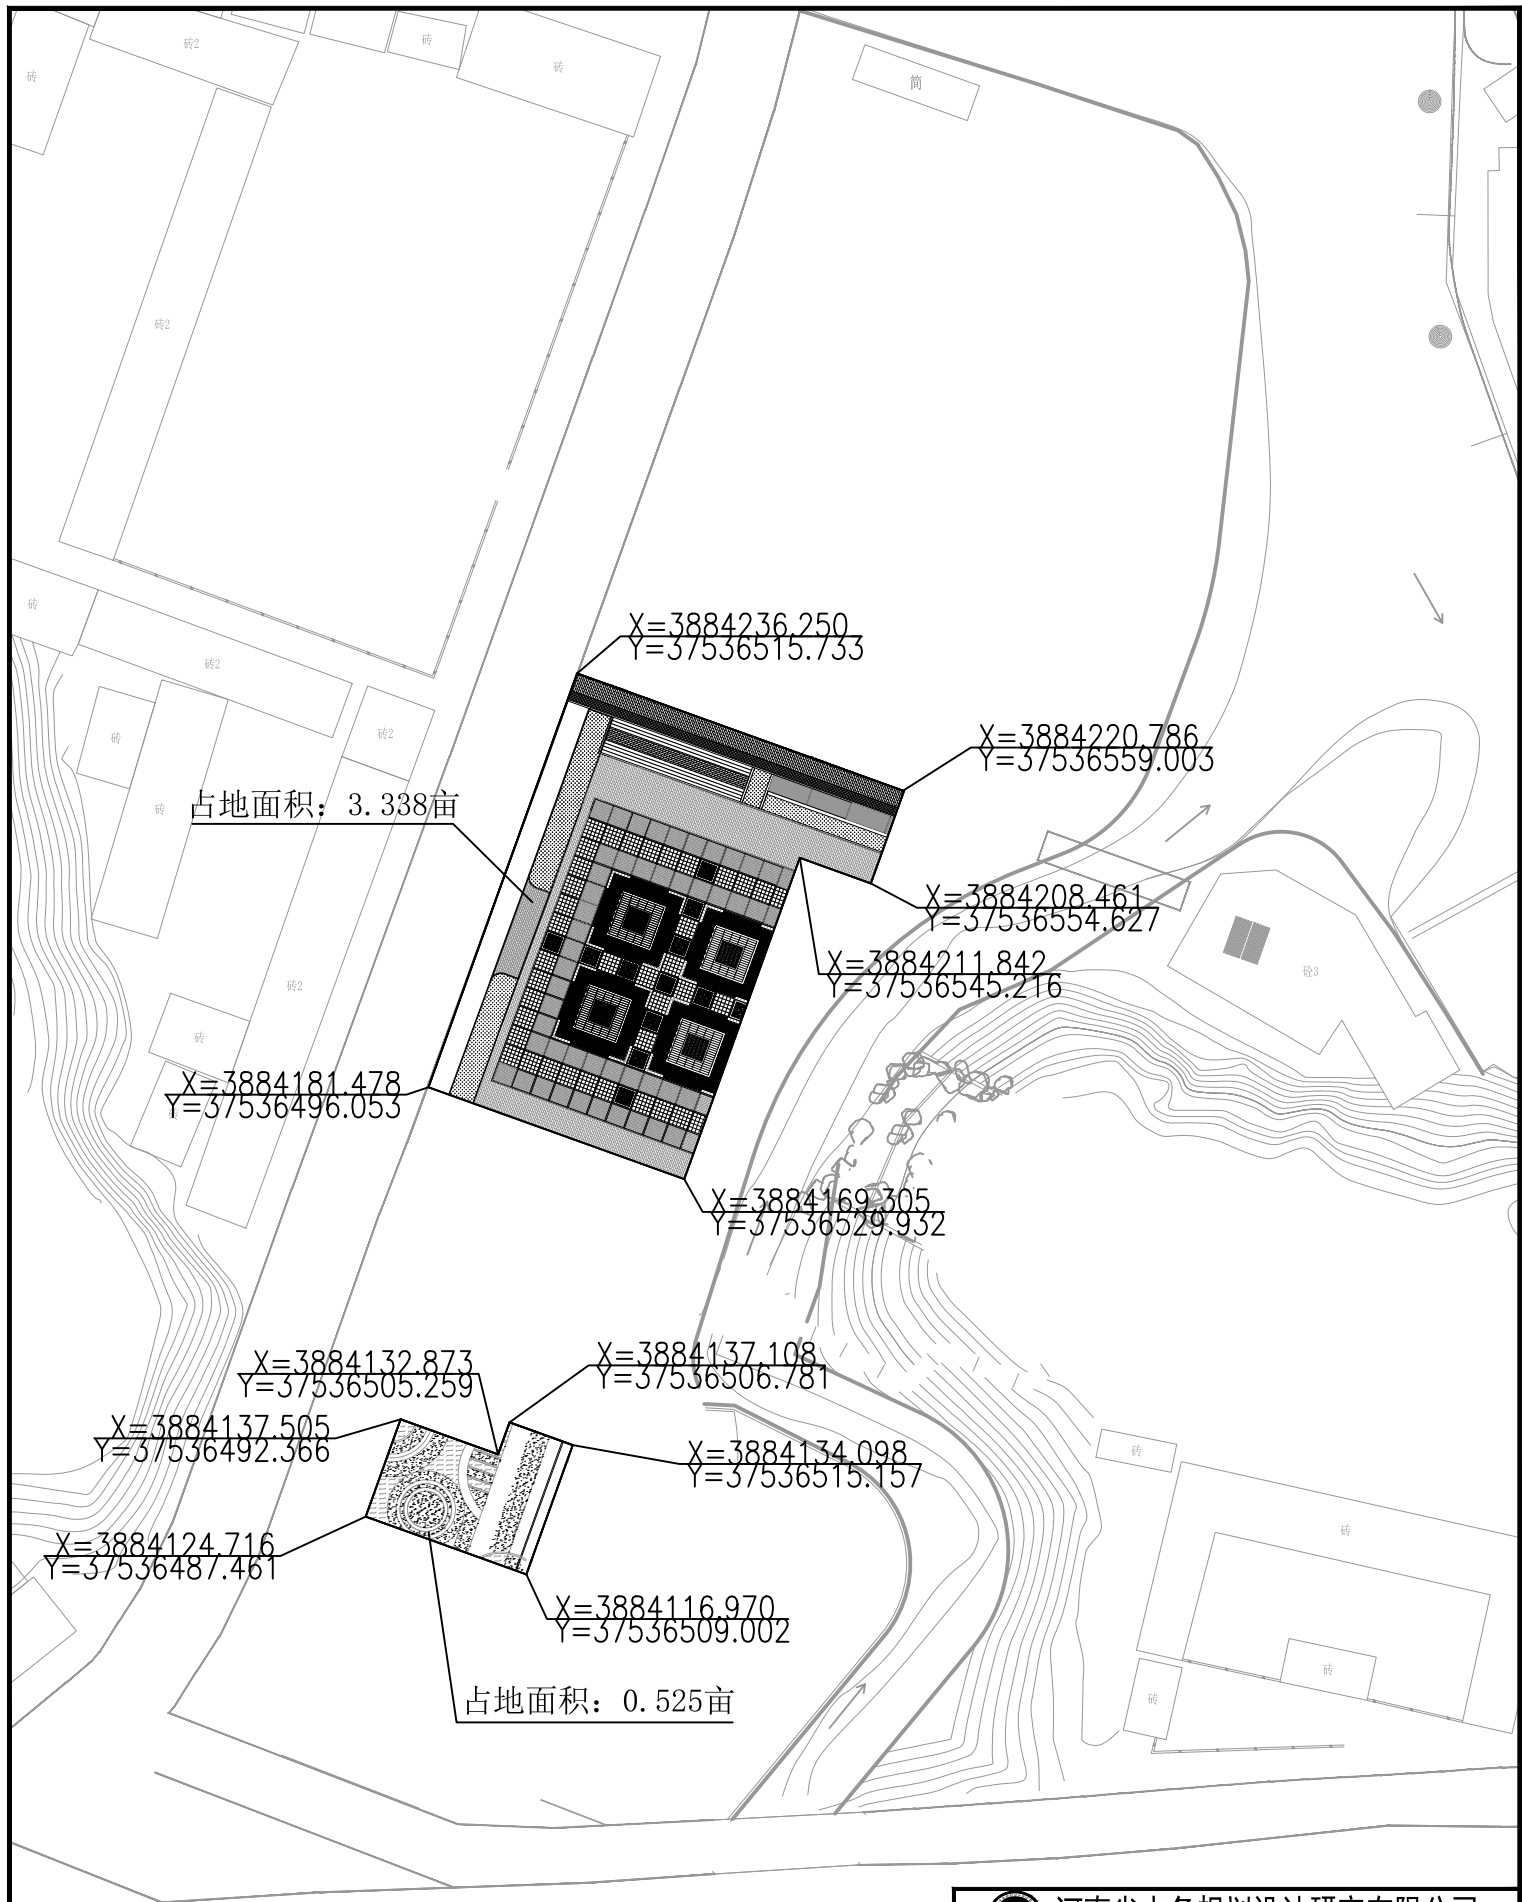 砖2
砖
砖
砖
简
砖2
砖
砖2
砖
砖2
砖
砖2
砖
砖
砼3
X=3884236.250
Y=37536515.733
X=3884220.786
Y=37536559.003
占地面积：3.338亩
X=3884208.461
Y=37536554.627
X=3884211.842
Y=37536545.216
X=3884181.478
Y=37536496.053
X=3884169.305
Y=37536529.932
X=3884132.873
Y=37536505.259
X=3884137.108
Y=37536506.781
X=3884137.505
Y=37536492.366
X=3884134.098
Y=37536515.157
砖
砖
X=3884124.716
Y=37536487.461
X=3884116.970
Y=37536509.002
砖
砖
占地面积：0.525亩